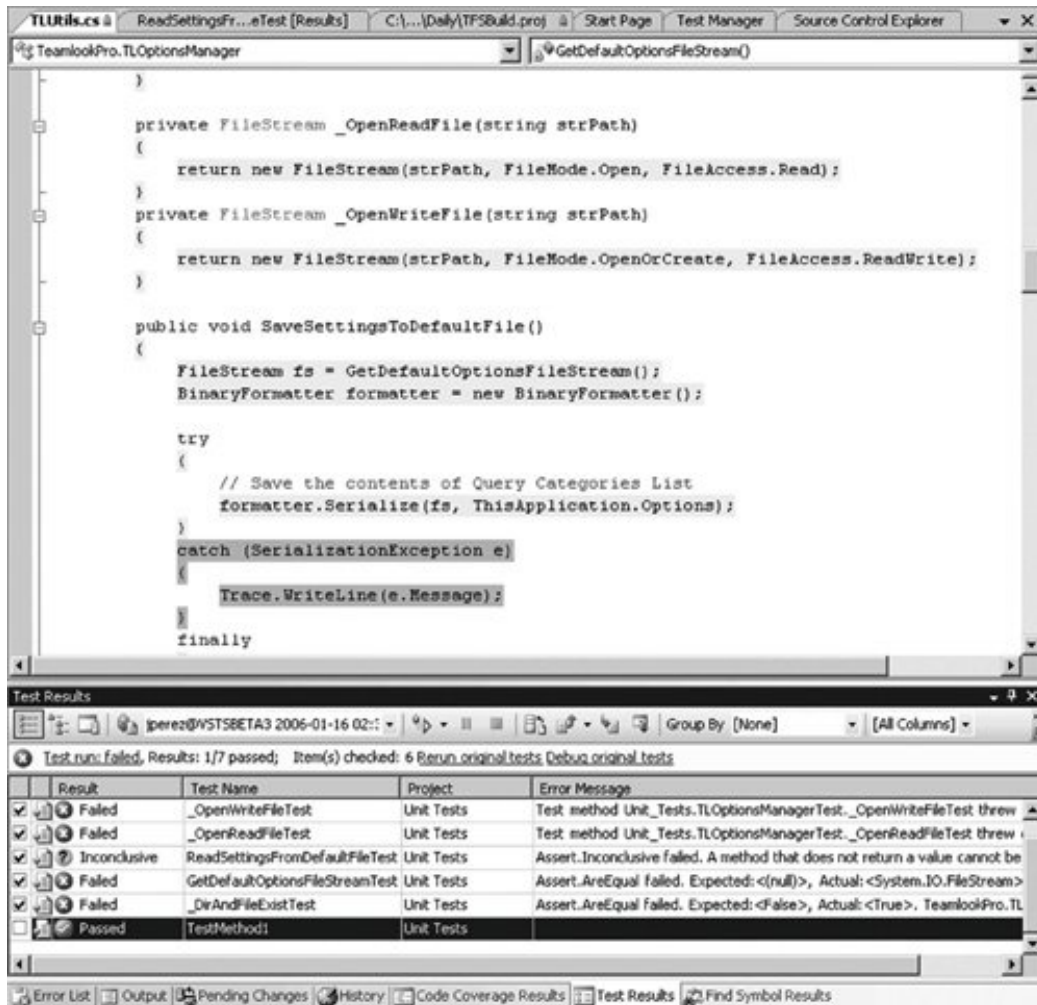 TLUtils.cs ReadSettingsFr...eTest [Results] C:\...\Daily\TFSBuild.proj Start Page Test Manager Source Control Explorer
TeamlookPro.TLOptionsManager GetDefaultOptionsFileStream()
}
private FileStream _OpenReadFile(string strPath)
{
return new FileStream(strPath, FileMode.Open, FileAccess.Read);
}
private FileStream _OpenWriteFile(string strPath)
{
return new FileStream(strPath, FileMode.OpenOrCreate, FileAccess.ReadWrite);
}
public void SaveSettingsToDefaultFile()
{
FileStream fs = GetDefaultOptionsFileStream();
BinaryFormatter formatter = new BinaryFormatter();
try
{
// Save the contents of Query Categories List
formatter.Serialize(fs, ThisApplication.Options);
}
catch (SerializationException e)
{
Trace.WriteLine(e.Message);
}
finally
Test Results
jperez@VSTSBETA3 2006-01-16 02: Group By [None] [All Columns]
Test run: failed, Results: 1/7 passed; Item(s) checked: 6 Rerun original tests Debug original tests
Result Test Name Project Error Message
Failed _OpenWriteFileTest Unit Tests Test method Unit_Tests.TLOptionsManagerTest._OpenWriteFileTest threw
Failed _OpenReadFileTest Unit Tests Test method Unit_Tests.TLOptionsManagerTest._OpenReadFileTest threw
Inconclusive ReadSettingsFromDefaultFileTest Unit Tests Assert.Inconclusive failed. A method that does not return a value cannot be
Failed GetDefaultOptionsFileStreamTest Unit Tests Assert.AreEqual failed. Expected:<(null)>, Actual:<System.IO.FileStream>
Failed _DirAndFileExistTest Unit Tests Assert.AreEqual failed. Expected:<False>, Actual:<True>. TeamlookPro.TL
Passed TestMethod1 Unit Tests
Error List Output Pending Changes History Code Coverage Results Test Results Find Symbol Results